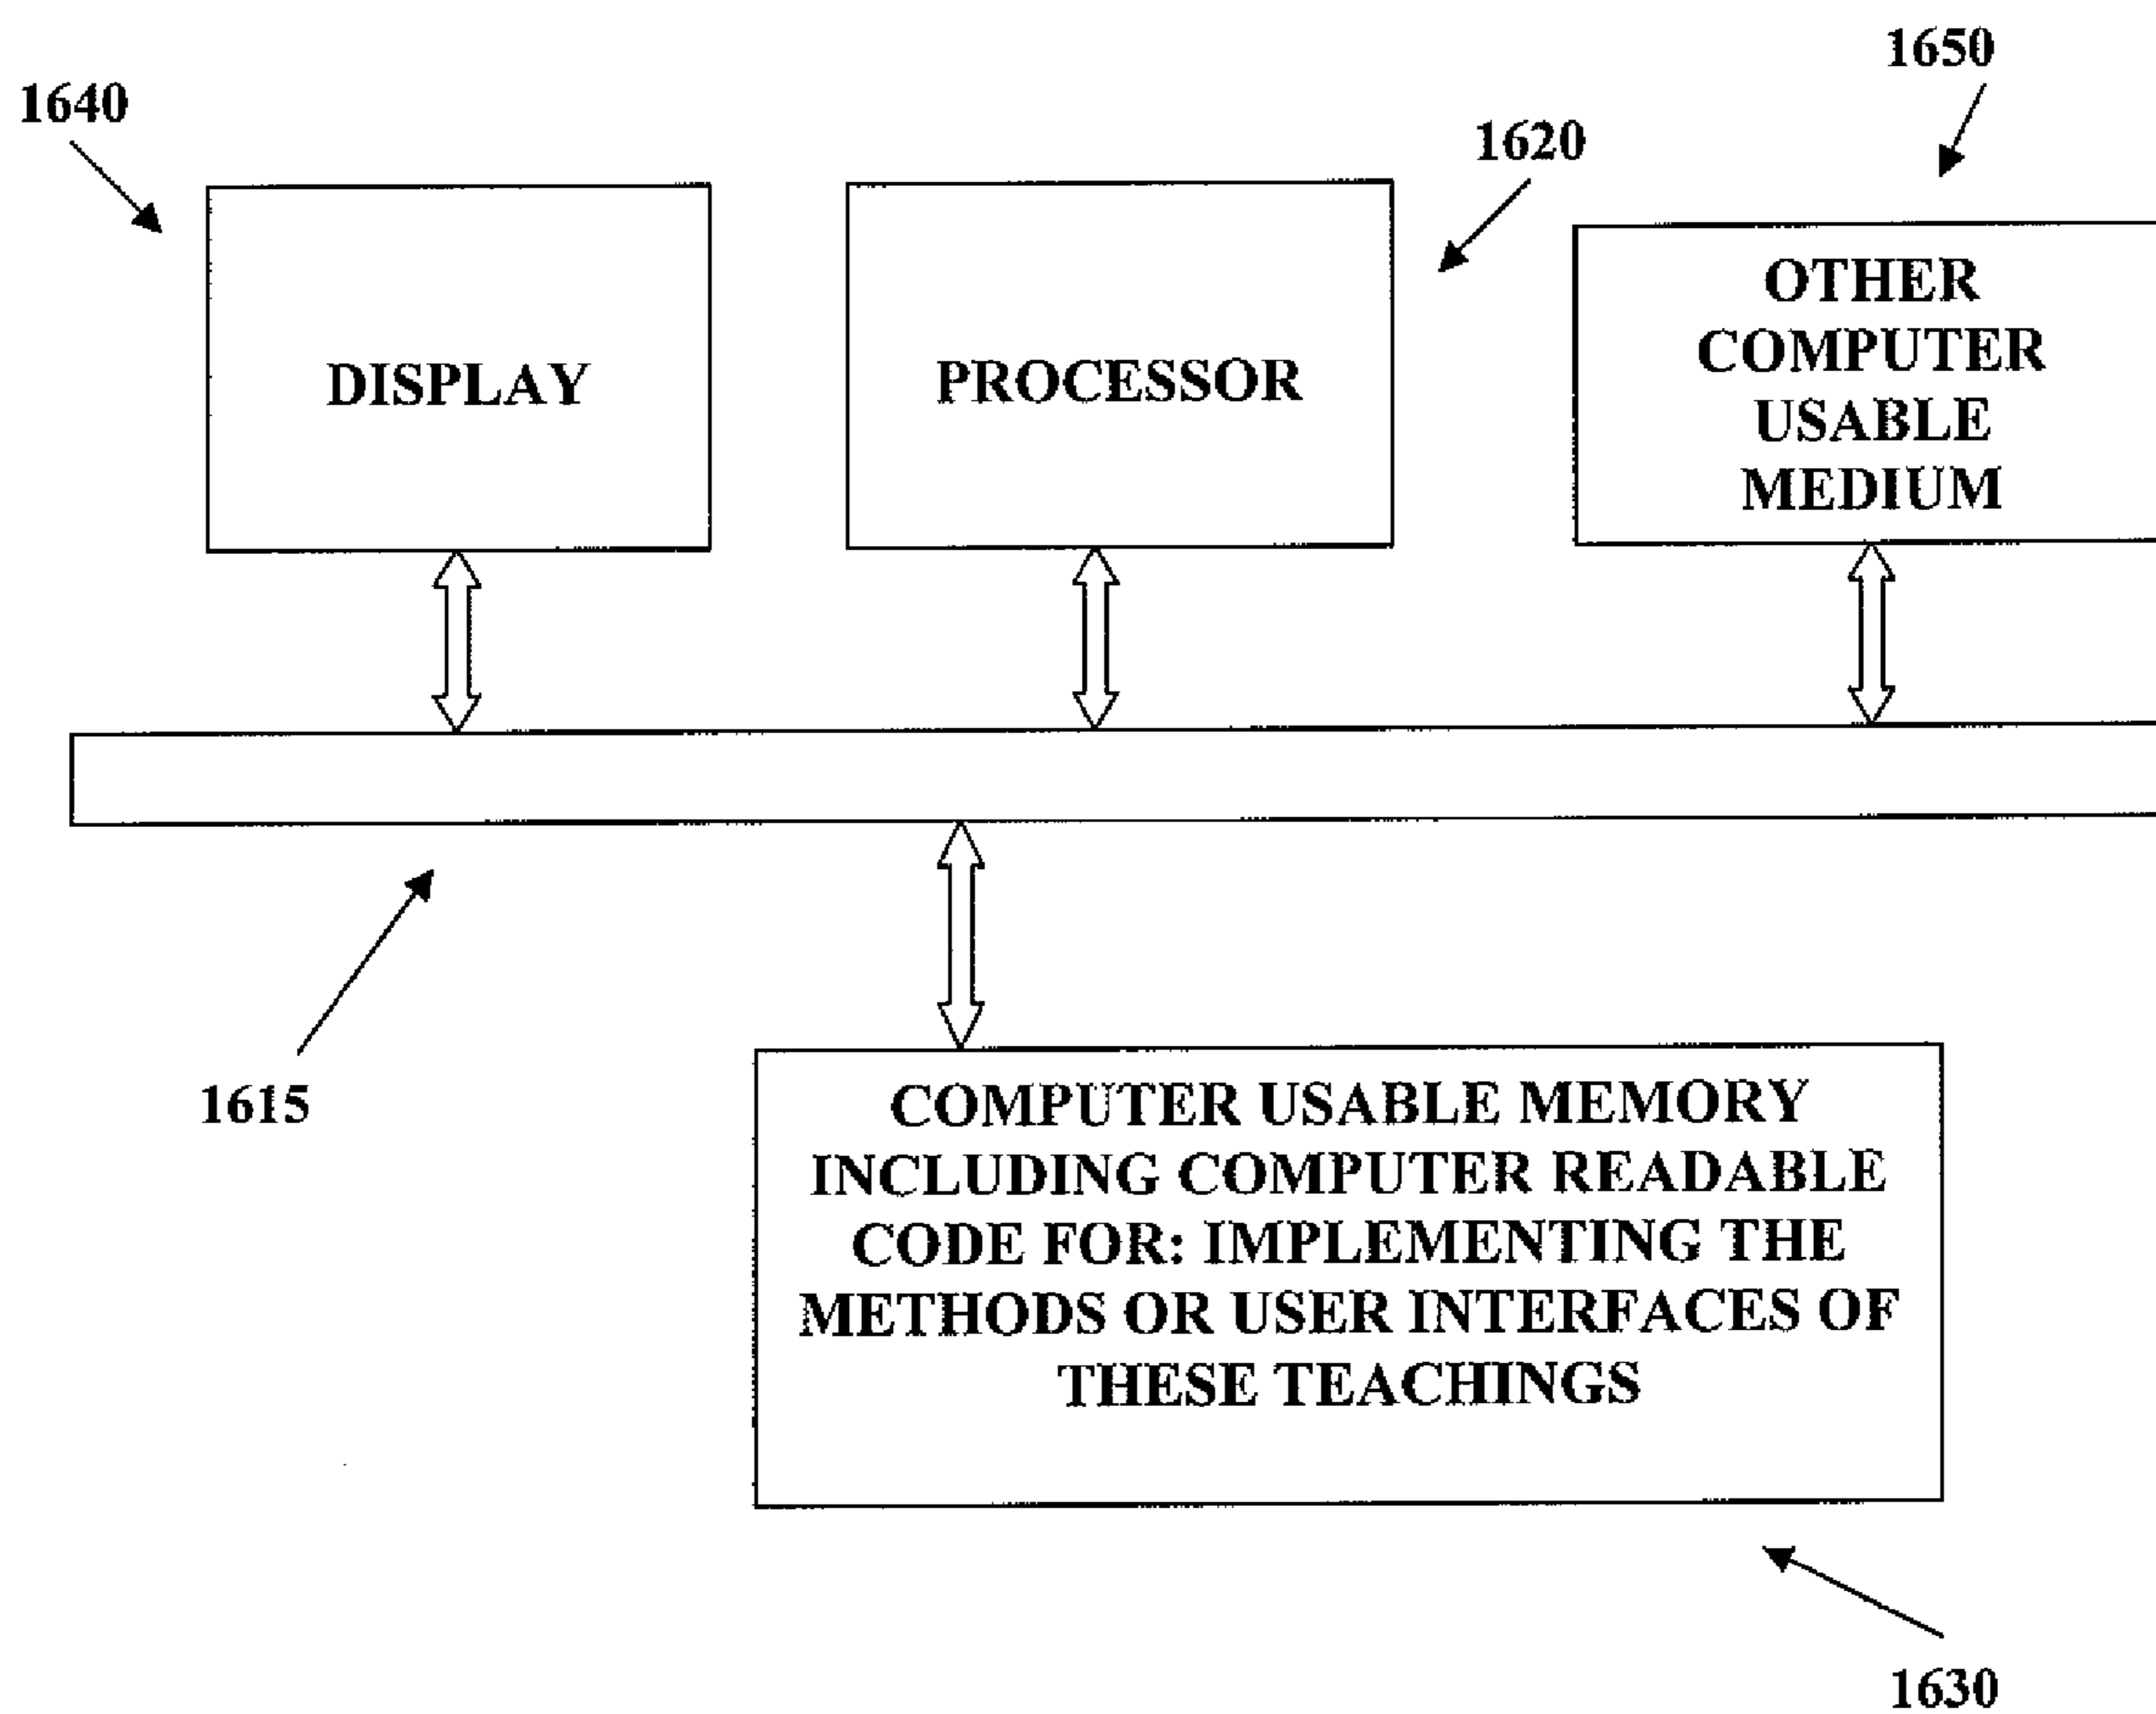 1650
1640
1620
DISPLAY
PROCESSOR
OTHER
COMPUTER
USABLE
MEDIUM
1615
COMPUTER USABLE MEMORY
INCLUDING COMPUTER READABLE
CODE FOR: IMPLEMENTING THE
METHODS OR USER INTERFACES OF
THESE TEACHINGS
1630